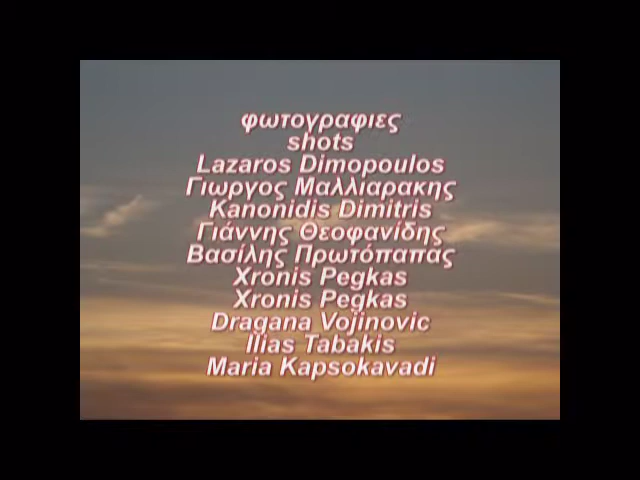 φωτογραφιες
shots
Lazaros Dimopoulos
Γιωργος Μαλλιαρακης
Kanonidis Dimitris
Γιάννης Θεοφανίδης
Βασίλης Πρωτόπαπας
Xronis Pegkas
Xronis Pegkas
Dragana Vojinovic
Ilias Tabakis
Maria Kapsokavadi